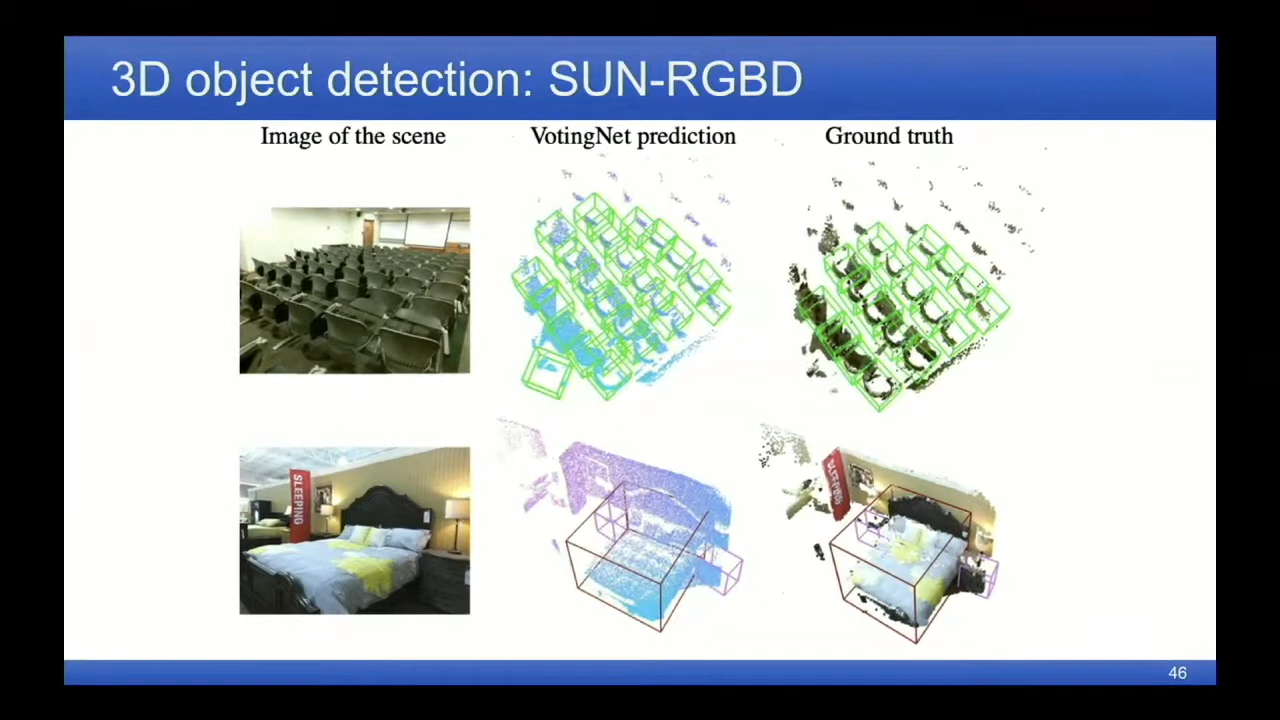 3D object detection: SUN-RGBD
Image of the scene
VotingNet prediction
Ground truth
SLEEPING
SLEEPING
46